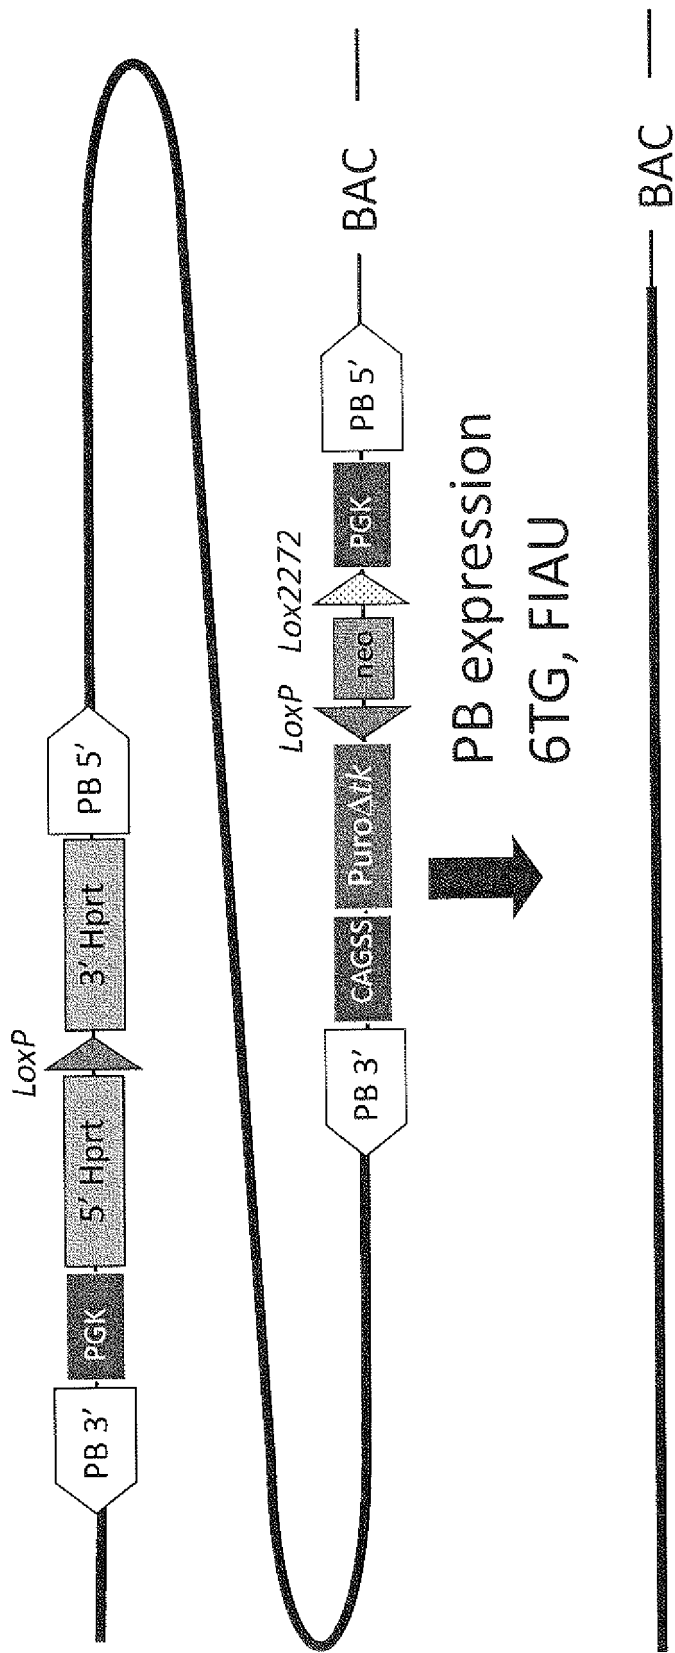 LoxP
PB 3’ PGK 5’ Hprt 3’ Hprt PB 5’
LoxP Lox2272
PB 3’ CAGSS PuroΔtk neo PGK PB 5’ BAC
PB expression
6TG, FIAU
BAC